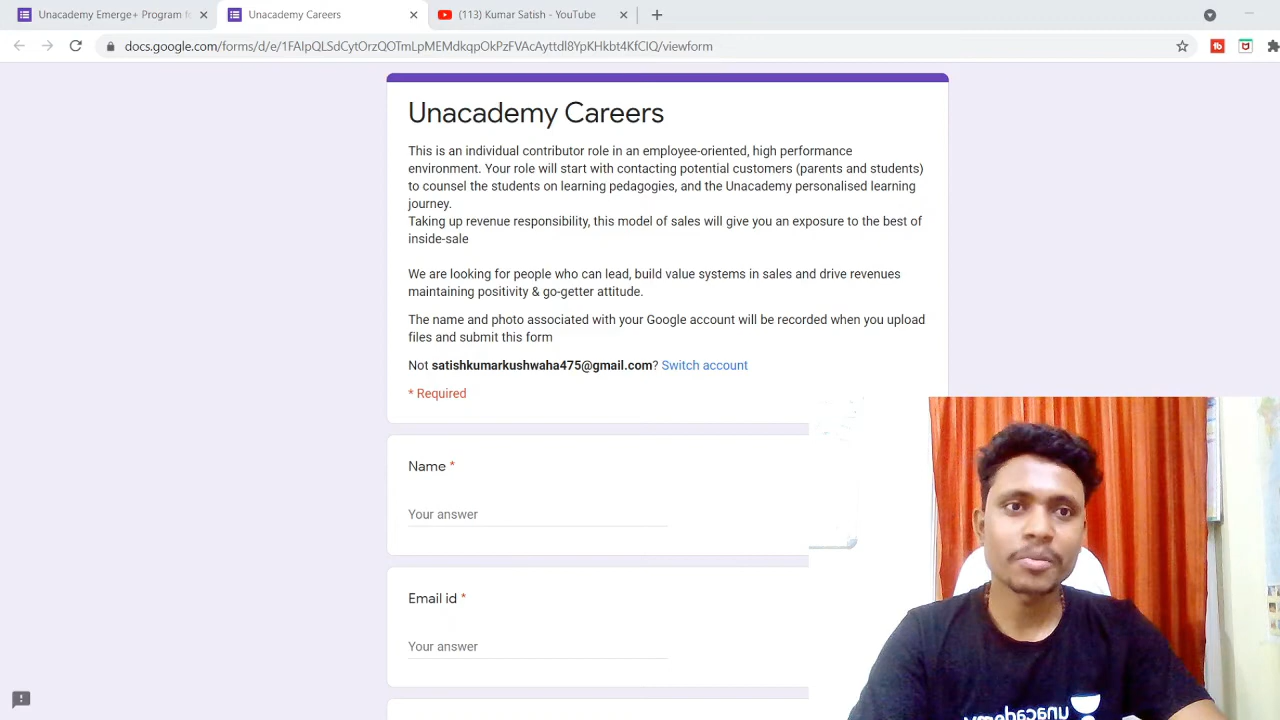 Unacademy Emerge+ Program f
Unacademy Careers
(113) Kumar Satish - YouTube
docs.google.com/forms/d/e/1FAIpQLSdCytOrzQOTmLpMEMdkqpOkPzFVAcAyttdl8YpKHkbt4KfCIQ/viewform
Unacademy Careers
This is an individual contributor role in an employee-oriented, high performance
environment. Your role will start with contacting potential customers (parents and students)
to counsel the students on learning pedagogies, and the Unacademy personalised learning
journey.
Taking up revenue responsibility, this model of sales will give you an exposure to the best of
inside-sale
We are looking for people who can lead, build value systems in sales and drive revenues
maintaining positivity & go-getter attitude.
The name and photo associated with your Google account will be recorded when you upload
files and submit this form
Not satishkumarkushwaha475@gmail.com? Switch account
* Required
Name *
Your answer
Email id *
Your answer
unacademy